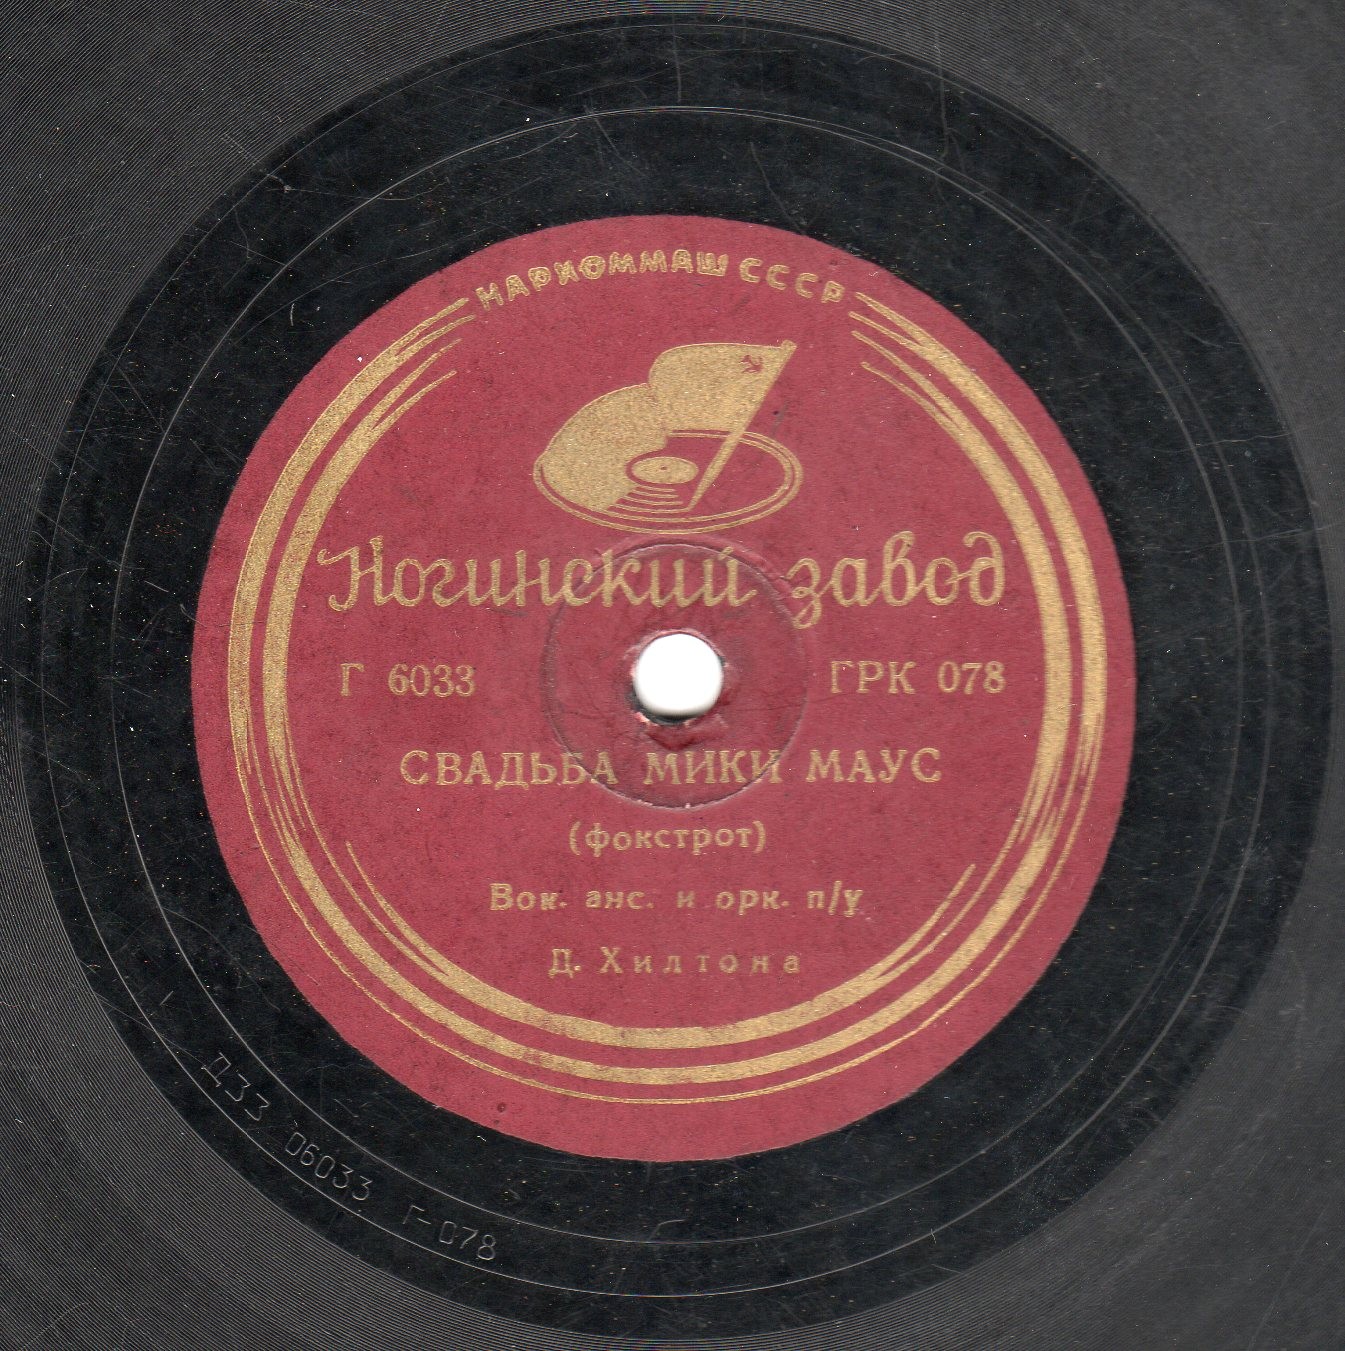 НАРКОММАШ СССР
Ногинский завод
Г 6033 ГРК 078
СВАДЬБА МИКИ МАУС
(фокстрот)
Вок. анс. и орк. п/у
Д. Хилтона
Д33 06033 Г-078